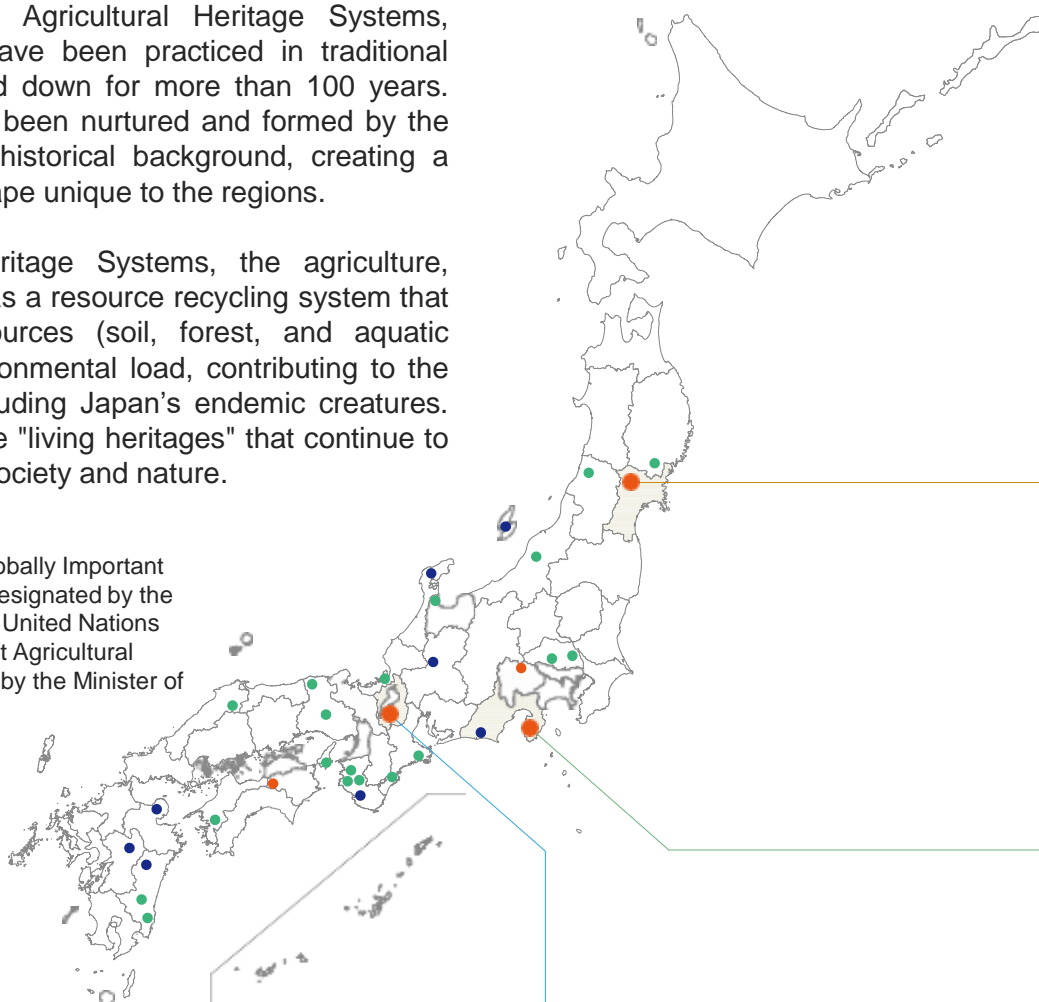 Agricultural Heritage Systems,
ave been practiced in traditional
d down for more than 100 years.
been nurtured and formed by the
historical background, creating a
ape unique to the regions.
ritage Systems, the agriculture,
as a resource recycling system that
ources (soil, forest, and aquatic
onmental load, contributing to the
luding Japan's endemic creatures.
e "living heritages" that continue to
society and nature.
obally Important
esignated by the
United Nations
t Agricultural
by the Minister of